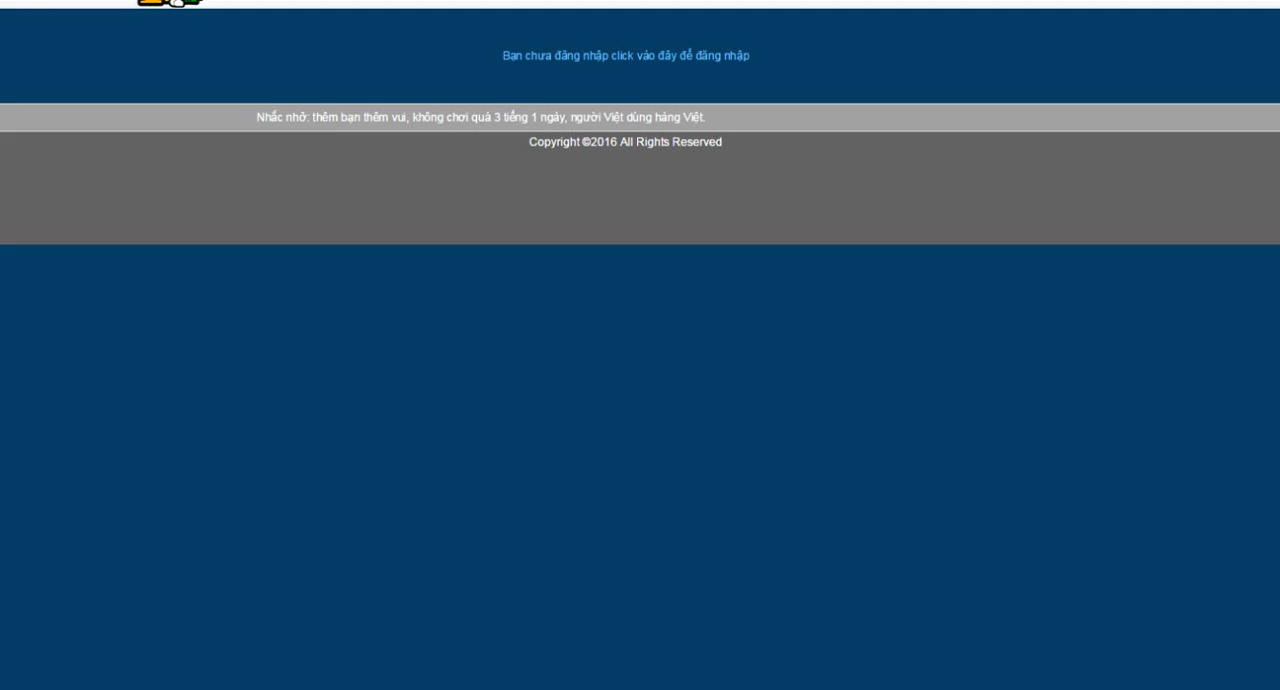 Bạn chưa đăng nhập click vào đây để đăng nhập
Nhắc nhở: thêm bạn thêm vui, không chơi quá 3 tiếng 1 ngày, người Việt dùng hàng Việt.
Copyright ©2016 All Rights Reserved